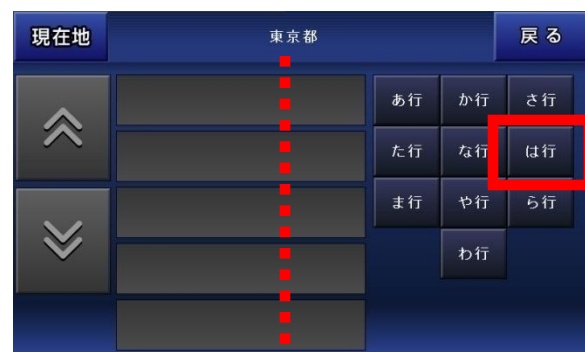 現在地 東京都 戻る
あ行 か行 さ行
た行 な行 は行
ま行 や行 ら行
わ行